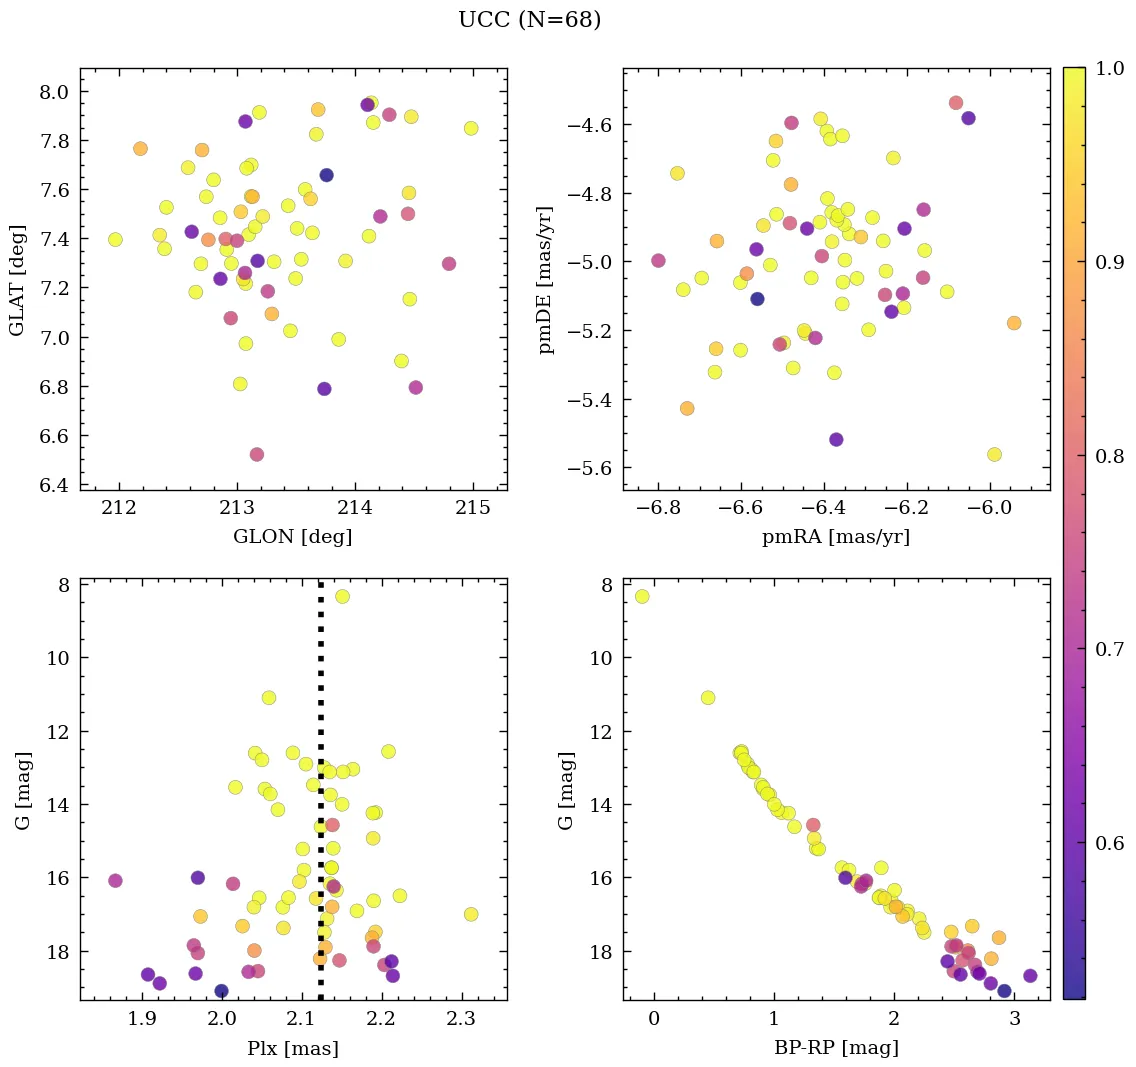 UCC (N=68)
8.0
7.8
7.6
7.4
7.2
7.0
6.8
6.6
6.4
GLAT [deg]
212 213 214 215
GLON [deg]
−4.6
−4.8
−5.0
−5.2
−5.4
−5.6
pmDE [mas/yr]
−6.8 −6.6 −6.4 −6.2 −6.0
pmRA [mas/yr]
8
10
12
14
16
18
G [mag]
1.9 2.0 2.1 2.2 2.3
Plx [mas]
8
10
12
14
16
18
G [mag]
0 1 2 3
BP-RP [mag]
1.0
0.9
0.8
0.7
0.6